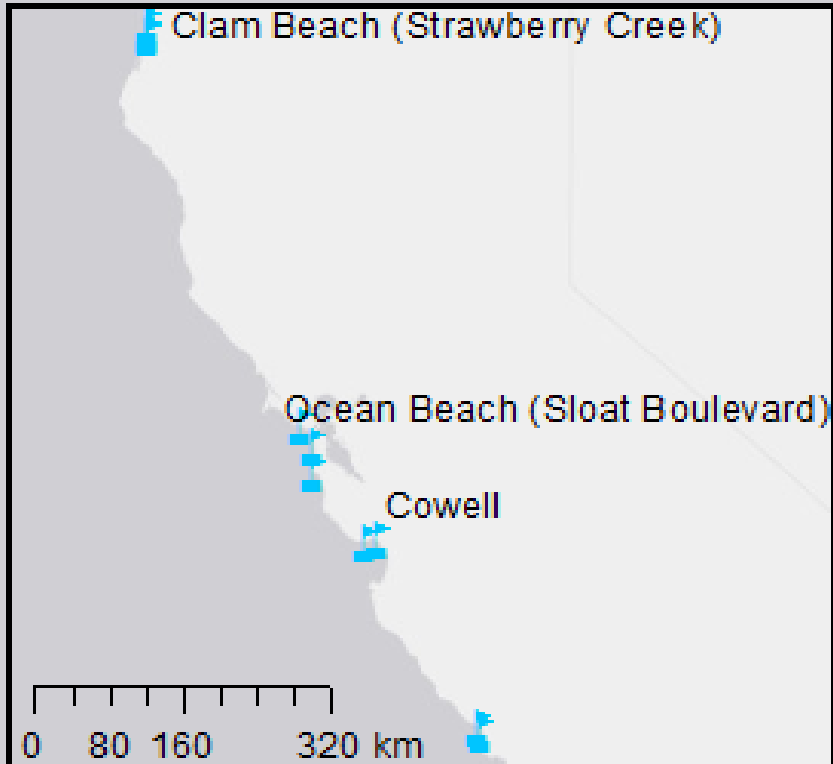 Clam Beach (Strawberry Creek)
Ocean Beach (Sloat Boulevard)
Cowell
0 80 160 320 km